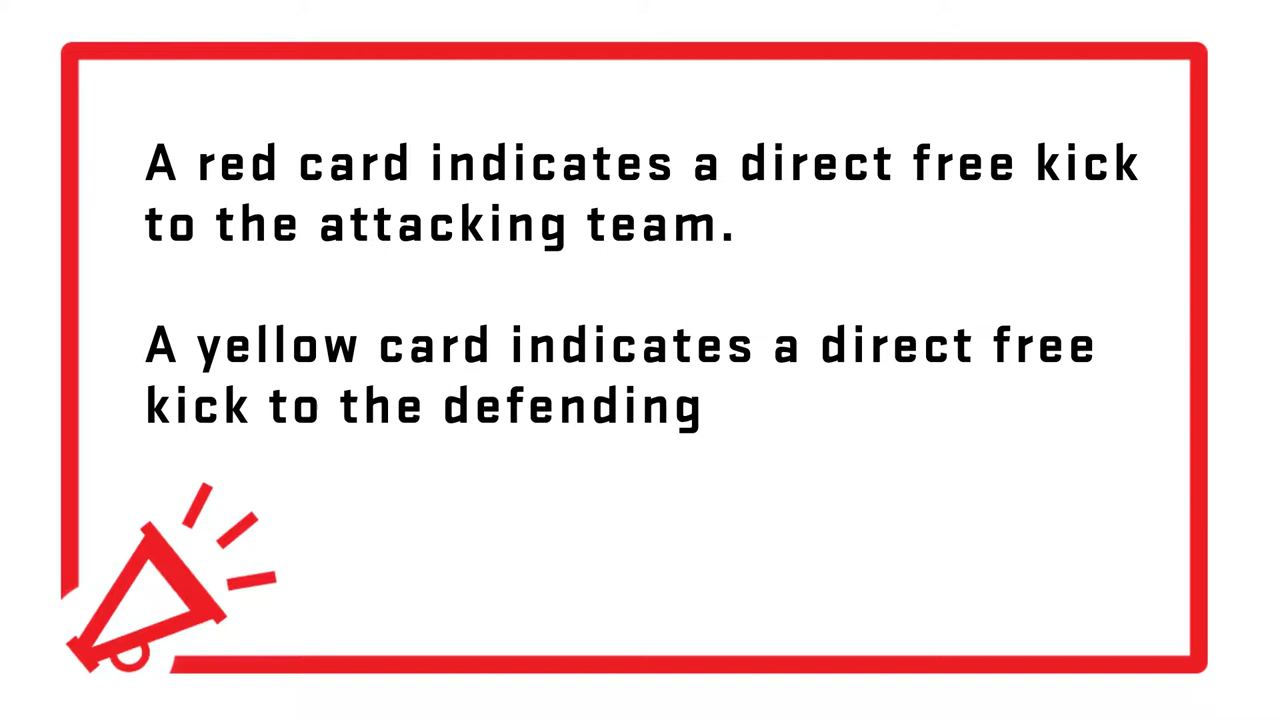 A red card indicates a direct free kick
to the attacking team.
A yellow card indicates a direct free
kick to the defending